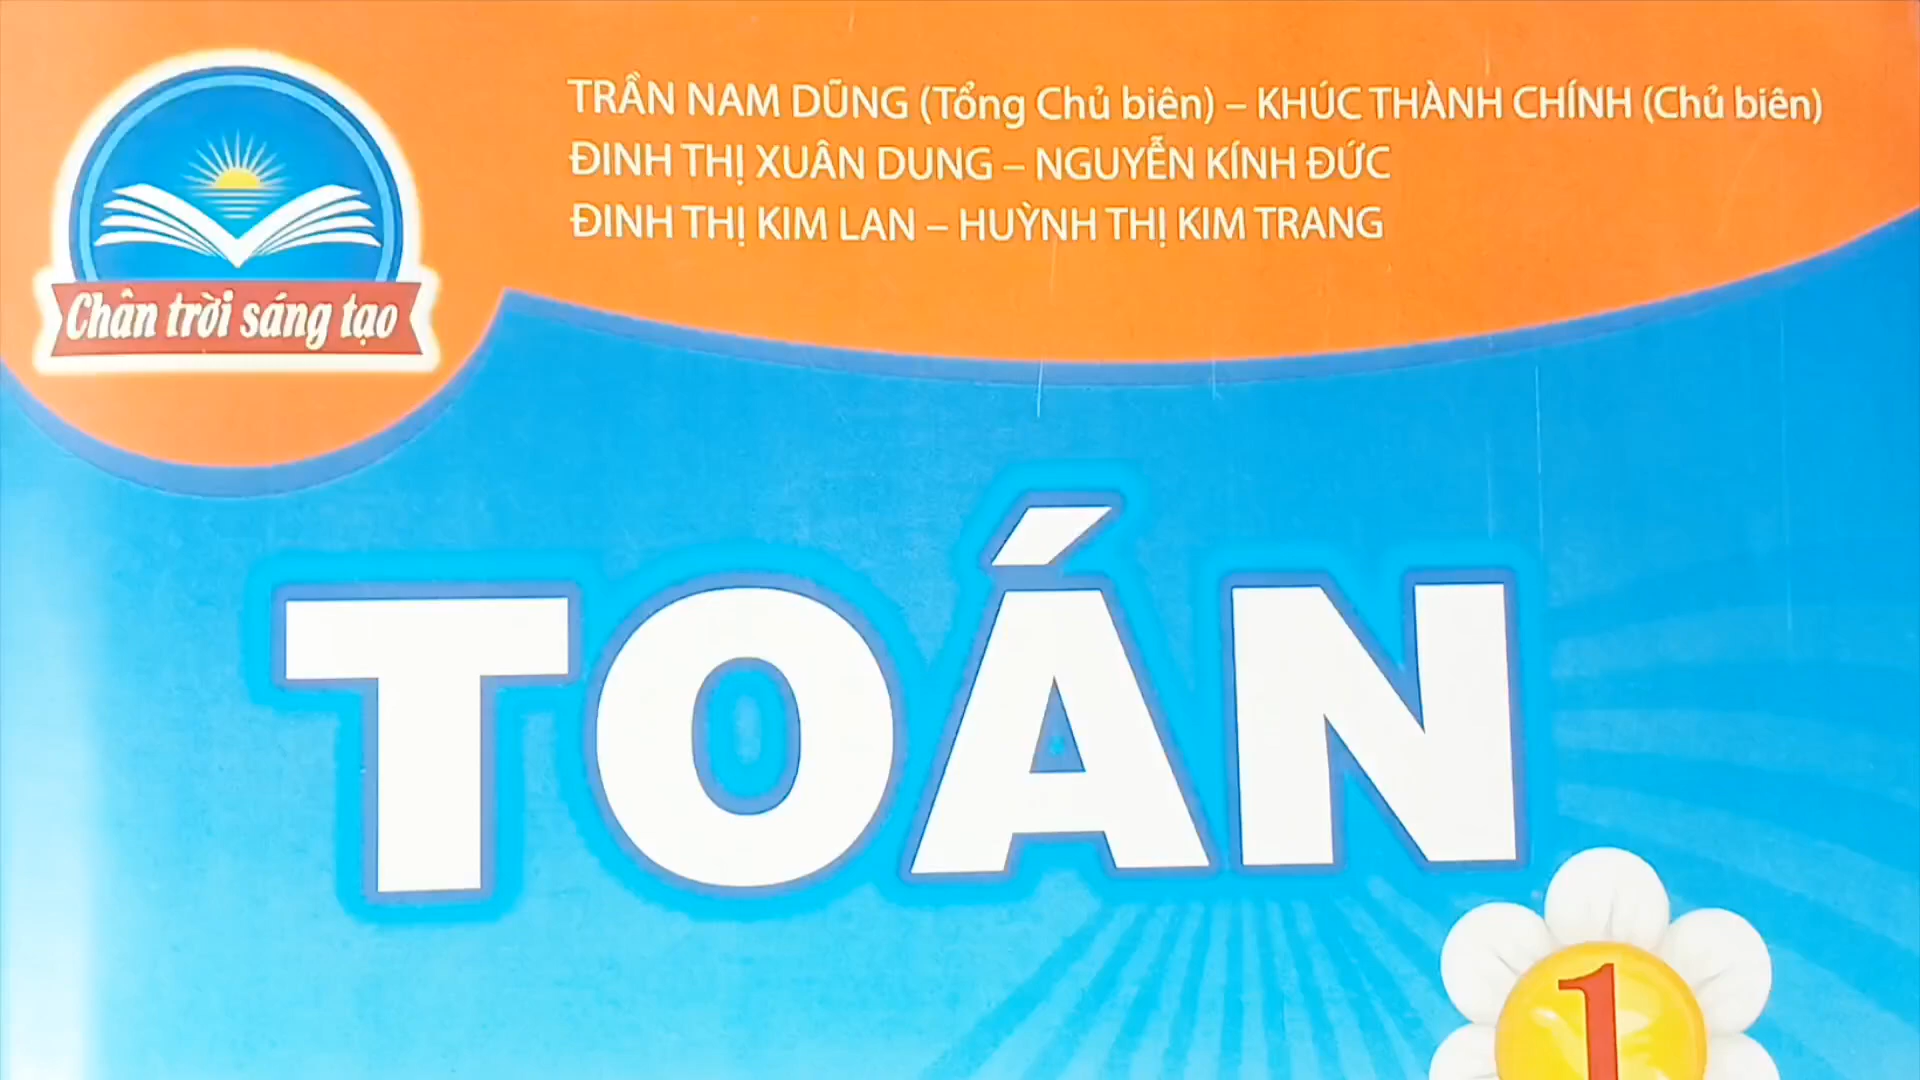 TRẦN NAM DŨNG (Tổng Chủ biên) – KHÚC THÀNH CHÍNH (Chủ biên)
ĐINH THỊ XUÂN DUNG – NGUYỄN KÍNH ĐỨC
ĐINH THỊ KIM LAN – HUỲNH THỊ KIM TRANG
Chân trời sáng tạo
TOÁN
1